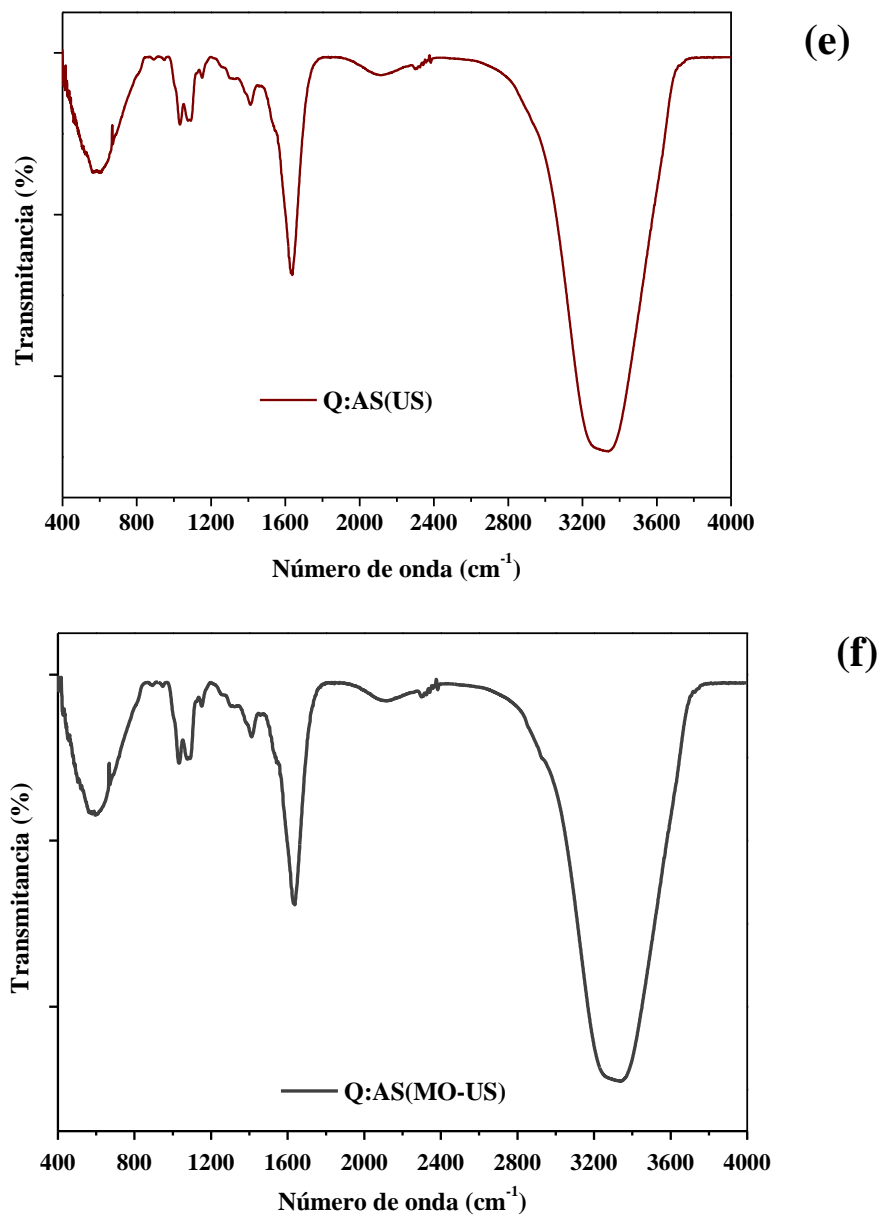 (e)
Transmitancia (%)
Q:AS(US)
400 800 1200 1600 2000 2400 2800 3200 3600 4000
Número de onda (cm⁻¹)
(f)
Transmitancia (%)
Q:AS(MO-US)
400 800 1200 1600 2000 2400 2800 3200 3600 4000
Número de onda (cm⁻¹)